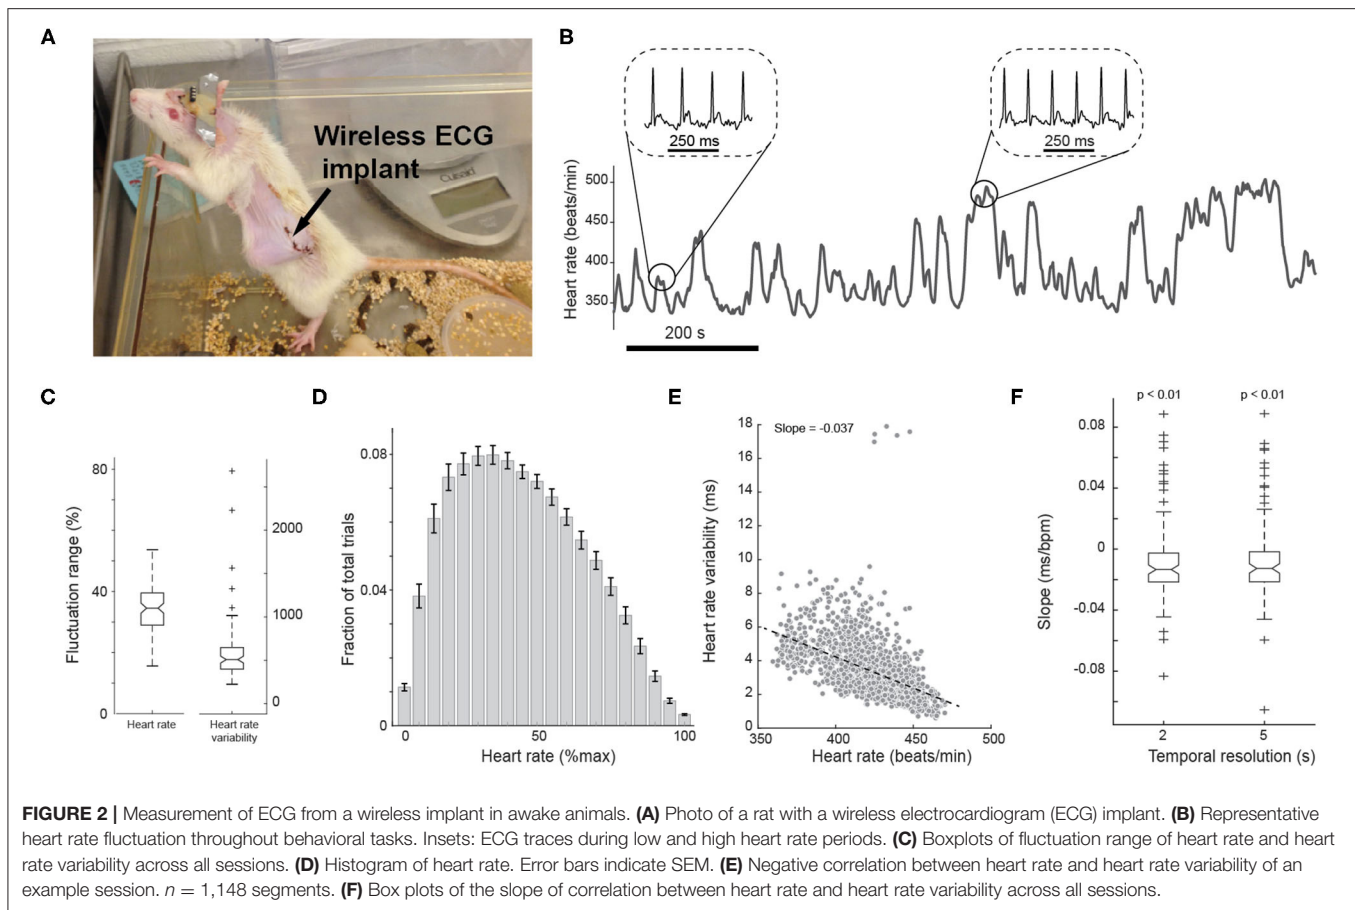 A
Wireless ECG
implant
Cubaid
B
250 ms
250 ms
Heart rate (beats/min)
500
450
400
350
200 s
C
Fluctuation range (%)
80
40
0
2000
1000
0
Heart rate
Heart rate
variability
D
Fraction of total trials
0.08
0.04
0
0
50
100
Heart rate (%max)
E
Slope = -0.037
Heart rate variability (ms)
18
16
14
12
10
8
6
4
2
0
350
400
450
500
Heart rate (beats/min)
F
p < 0.01
p < 0.01
Slope (ms/bpm)
0.08
0.04
0
-0.04
-0.08
2
5
Temporal resolution (s)
FIGURE 2 | Measurement of ECG from a wireless implant in awake animals. (A) Photo of a rat with a wireless electrocardiogram (ECG) implant. (B) Representative
heart rate fluctuation throughout behavioral tasks. Insets: ECG traces during low and high heart rate periods. (C) Boxplots of fluctuation range of heart rate and heart
rate variability across all sessions. (D) Histogram of heart rate. Error bars indicate SEM. (E) Negative correlation between heart rate and heart rate variability of an
example session. n = 1,148 segments. (F) Box plots of the slope of correlation between heart rate and heart rate variability across all sessions.